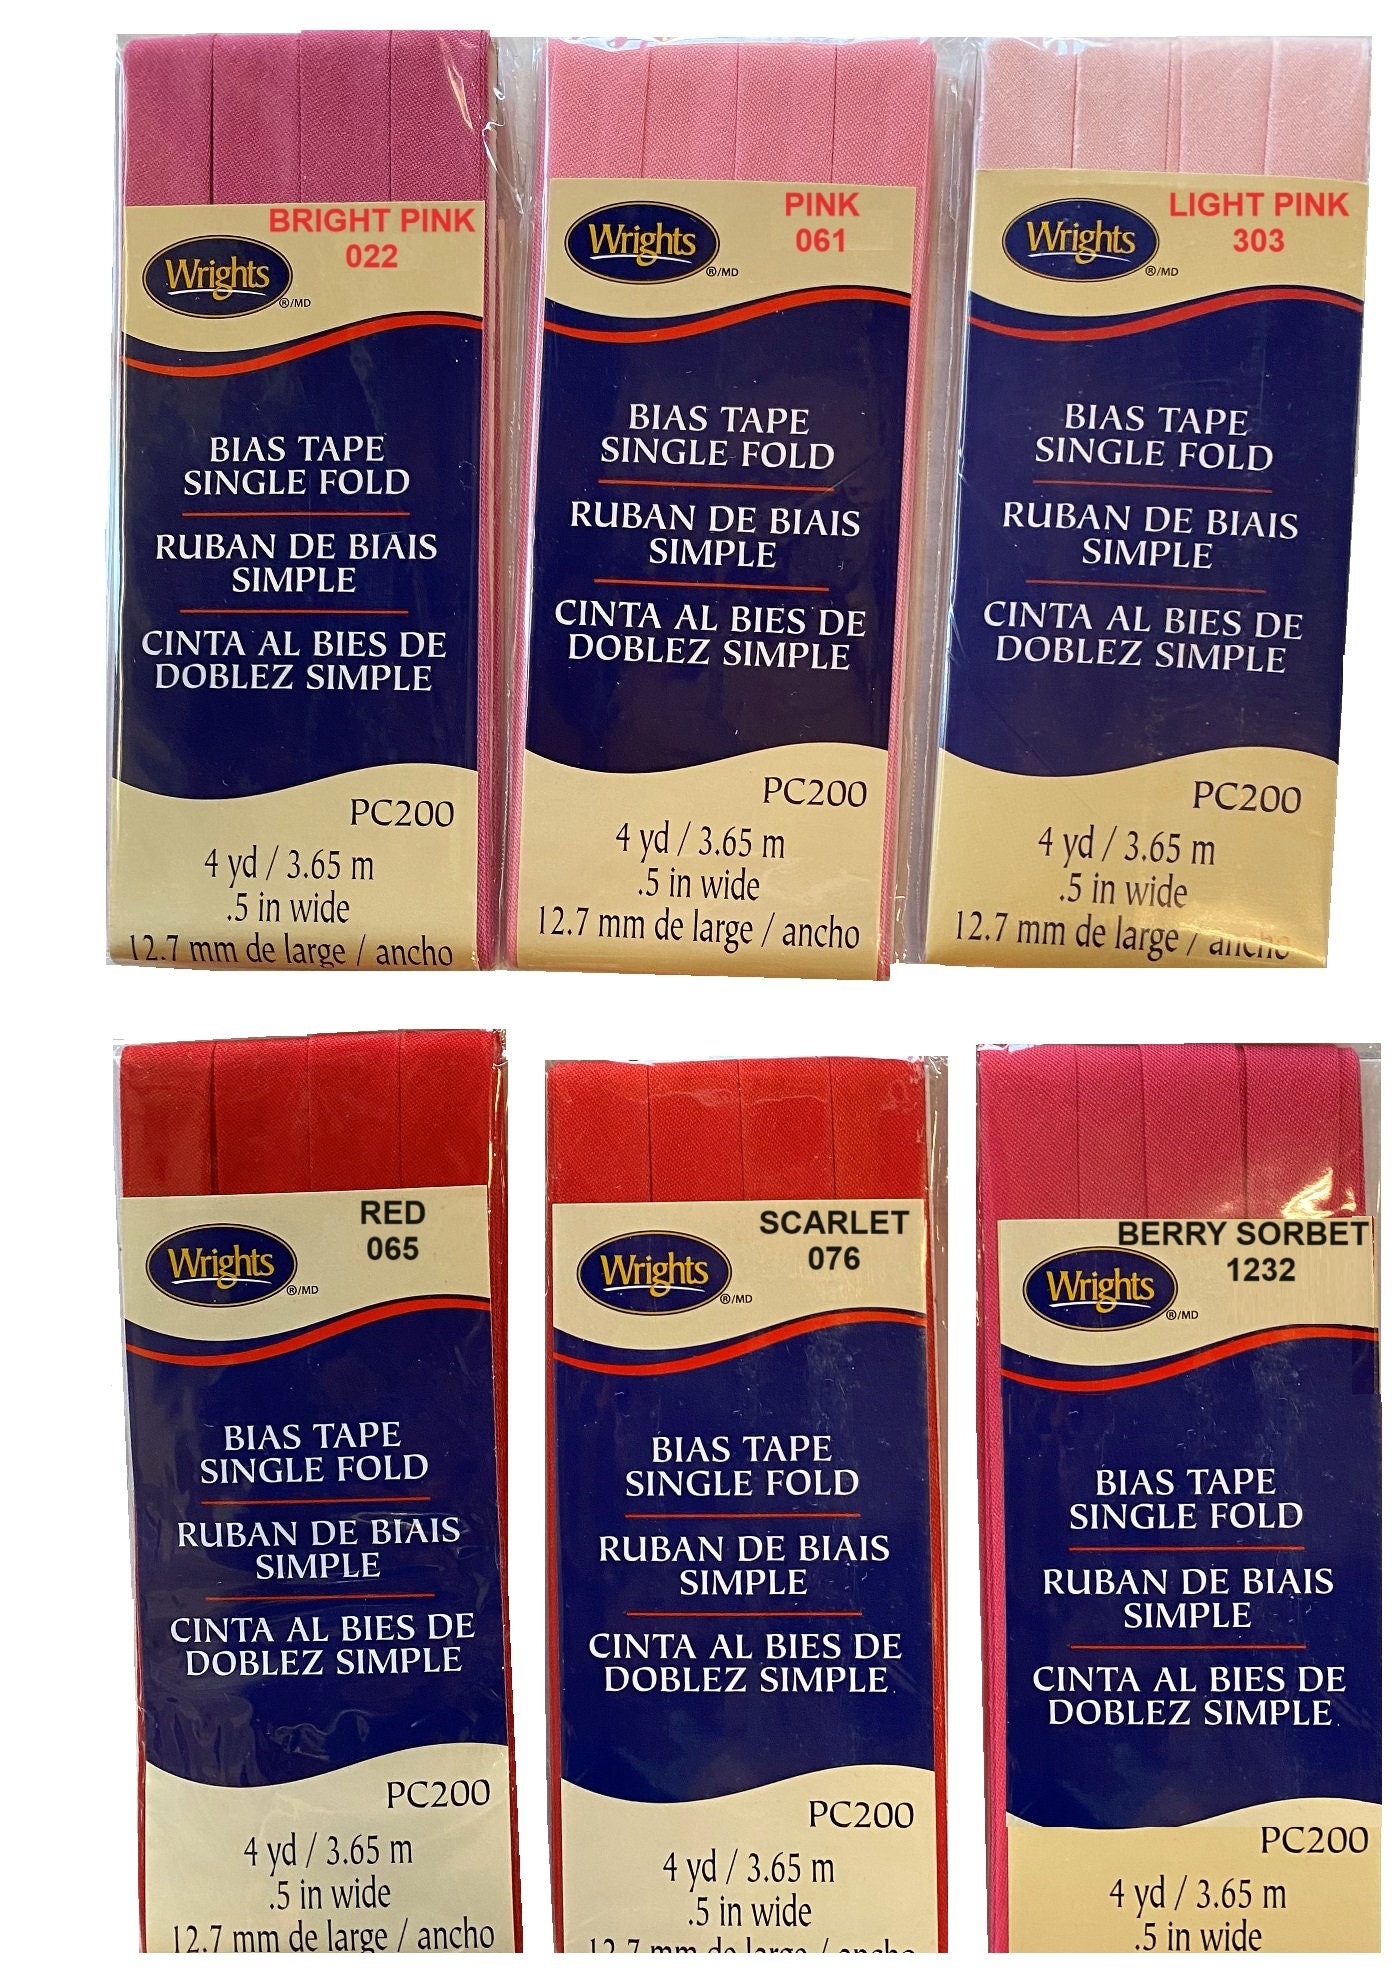 BRIGHT PINK
022
Wrights
®/MD
BIAS TAPE
SINGLE FOLD
RUBAN DE BIAIS
SIMPLE
CINTA AL BIES DE
DOBLEZ SIMPLE
PC200
4 yd / 3.65 m
.5 in wide
12.7 mm de large / ancho
PINK
061
Wrights
®/MD
BIAS TAPE
SINGLE FOLD
RUBAN DE BIAIS
SIMPLE
CINTA AL BIES DE
DOBLEZ SIMPLE
PC200
4 yd / 3.65 m
.5 in wide
12.7 mm de large / ancho
LIGHT PINK
303
Wrights
®/MD
BIAS TAPE
SINGLE FOLD
RUBAN DE BIAIS
SIMPLE
CINTA AL BIES DE
DOBLEZ SIMPLE
PC200
4 yd / 3.65 m
.5 in wide
12.7 mm de large / ancho
RED
065
Wrights
®/MD
BIAS TAPE
SINGLE FOLD
RUBAN DE BIAIS
SIMPLE
CINTA AL BIES DE
DOBLEZ SIMPLE
PC200
4 yd / 3.65 m
.5 in wide
12.7 mm de large / ancho
SCARLET
076
Wrights
®/MD
BIAS TAPE
SINGLE FOLD
RUBAN DE BIAIS
SIMPLE
CINTA AL BIES DE
DOBLEZ SIMPLE
PC200
4 yd / 3.65 m
.5 in wide
12.7 mm de large / ancho
BERRY SORBET
1232
Wrights
®/MD
BIAS TAPE
SINGLE FOLD
RUBAN DE BIAIS
SIMPLE
CINTA AL BIES DE
DOBLEZ SIMPLE
PC200
4 yd / 3.65 m
.5 in wide